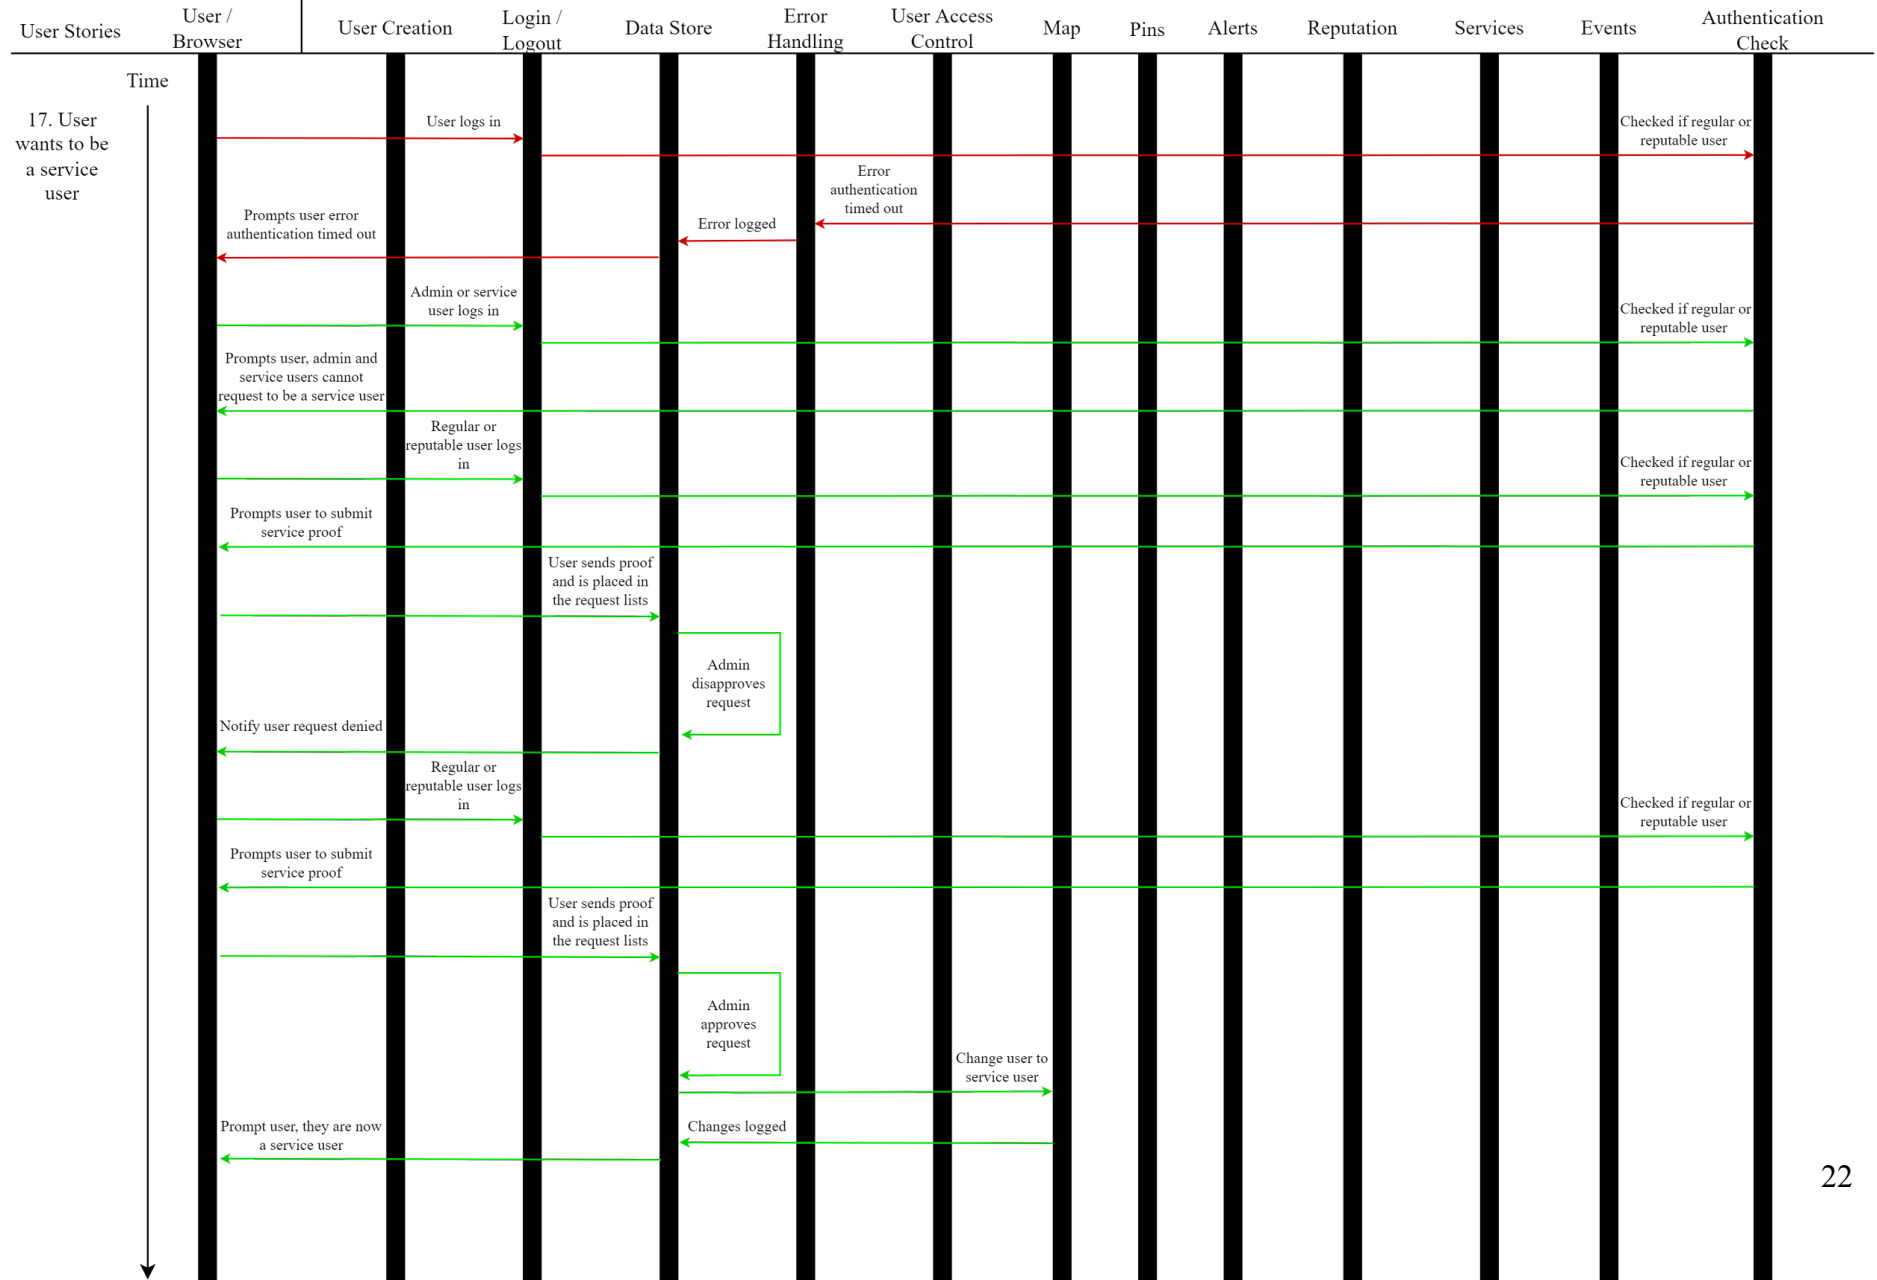 User Stories
User /
Browser
User Creation
Login /
Logout
Data Store
Error
Handling
User Access
Control
Map
Pins
Alerts
Reputation
Services
Events
Authentication
Check
Time
17. User
wants to be
a service
user
User logs in
Checked if regular or
reputable user
Error
authentication
timed out
Error logged
Prompts user error
authentication timed out
Admin or service
user logs in
Checked if regular or
reputable user
Prompts user, admin and
service users cannot
request to be a service user
Regular or
reputable user logs
in
Checked if regular or
reputable user
Prompts user to submit
service proof
User sends proof
and is placed in
the request lists
Admin
disapproves
request
Notify user request denied
Regular or
reputable user logs
in
Checked if regular or
reputable user
Prompts user to submit
service proof
User sends proof
and is placed in
the request lists
Admin
approves
request
Change user to
service user
Changes logged
Prompt user, they are now
a service user
22